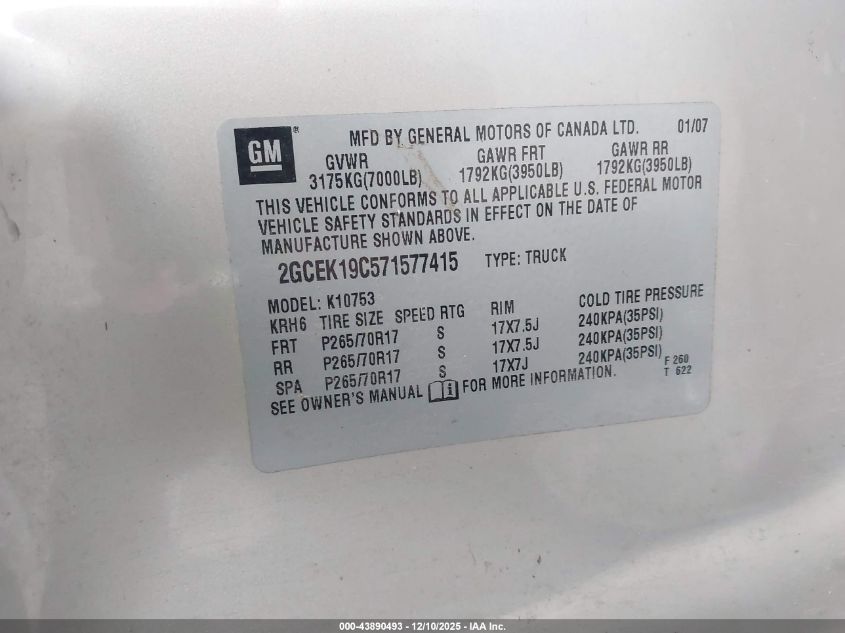 GM ®
MFD BY GENERAL MOTORS OF CANADA LTD. 01/07
GVWR GAWR FRT GAWR RR
3175KG(7000LB) 1792KG(3950LB) 1792KG(3950LB)
THIS VEHICLE CONFORMS TO ALL APPLICABLE U.S. FEDERAL MOTOR
VEHICLE SAFETY STANDARDS IN EFFECT ON THE DATE OF
MANUFACTURE SHOWN ABOVE.
2GCEK19C571577415 TYPE: TRUCK
MODEL: K10753
KRH6 TIRE SIZE SPEED RTG RIM COLD TIRE PRESSURE
FRT P265/70R17 S 17X7.5J 240KPA(35PSI)
RR P265/70R17 S 17X7.5J 240KPA(35PSI)
SPA P265/70R17 S 17X7J 240KPA(35PSI)
F 260
T 622
SEE OWNER'S MANUAL FOR MORE INFORMATION.
000-43890493 - 12/10/2025 - IAA Inc.